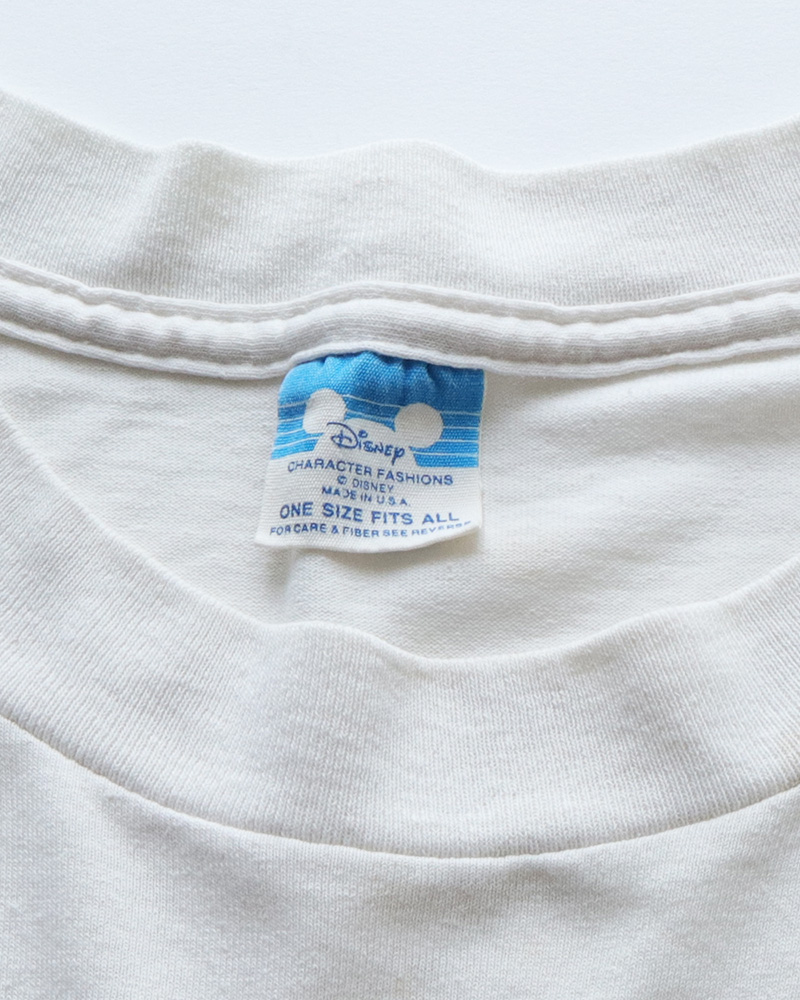 Disney
CHARACTER FASHIONS
© DISNEY
MADE IN U.S.A.
ONE SIZE FITS ALL
FOR CARE & FIBER SEE REVERSE